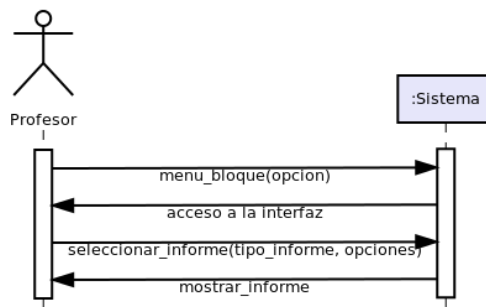 Profesor
:Sistema
menu_bloque(opcion)
acceso a la interfaz
seleccionar_informe(tipo_informe, opciones)
mostrar_informe